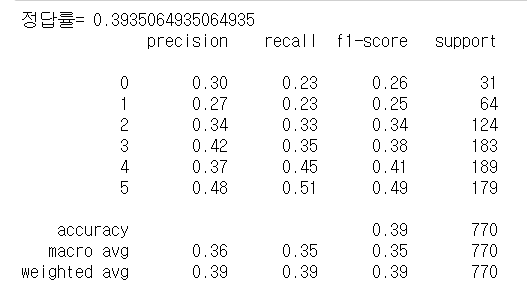 정답률= 0.3935064935064935
precision recall f1-score support
0 0.30 0.23 0.26 31
1 0.27 0.23 0.25 64
2 0.34 0.33 0.34 124
3 0.42 0.35 0.38 183
4 0.37 0.45 0.41 189
5 0.48 0.51 0.49 179
accuracy 0.39 770
macro avg 0.36 0.35 0.35 770
weighted avg 0.39 0.39 0.39 770